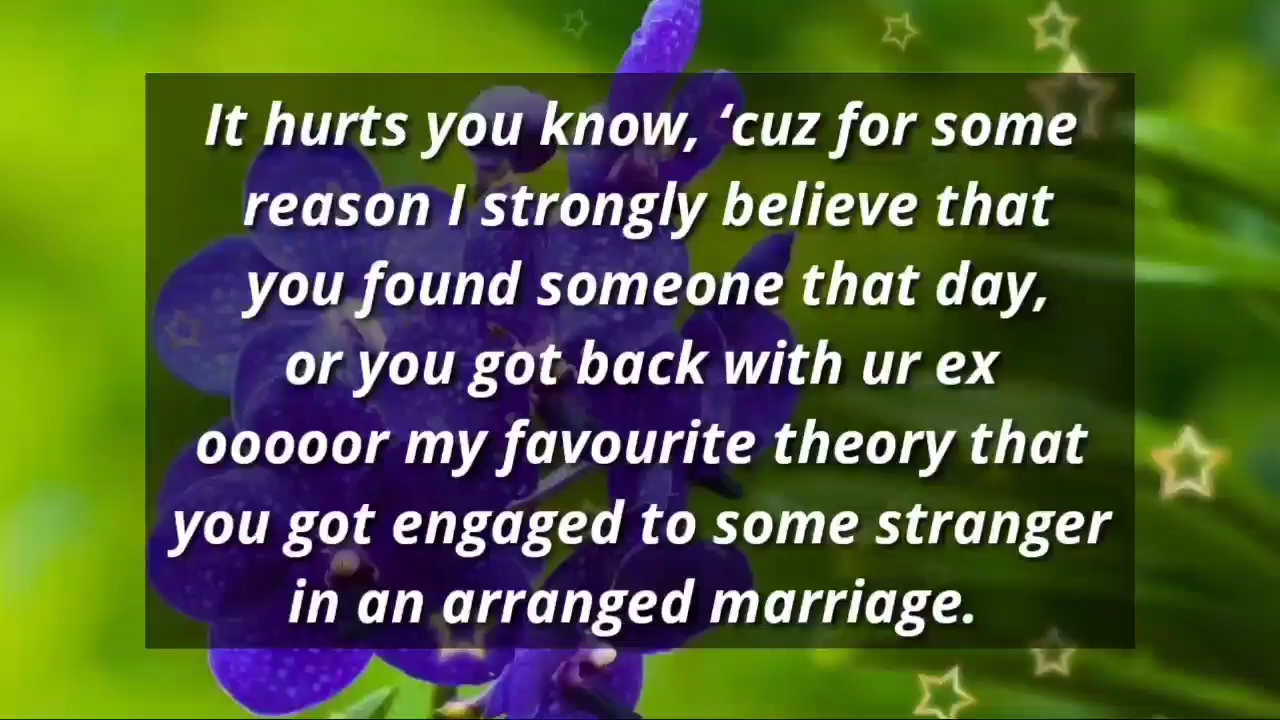 It hurts you know, ‘cuz for some
reason I strongly believe that
you found someone that day,
or you got back with ur ex
ooooor my favourite theory that
you got engaged to some stranger
in an arranged marriage.